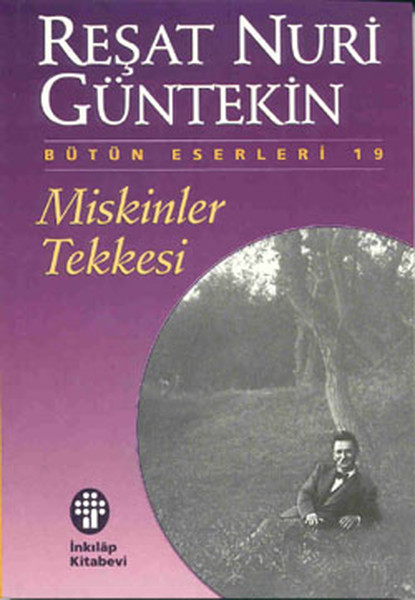 REŞAT NURİ
GÜNTEKİN
BÜTÜN ESERLERİ 19
Miskinler
Tekkesi
İnkılâp
Kitabevi